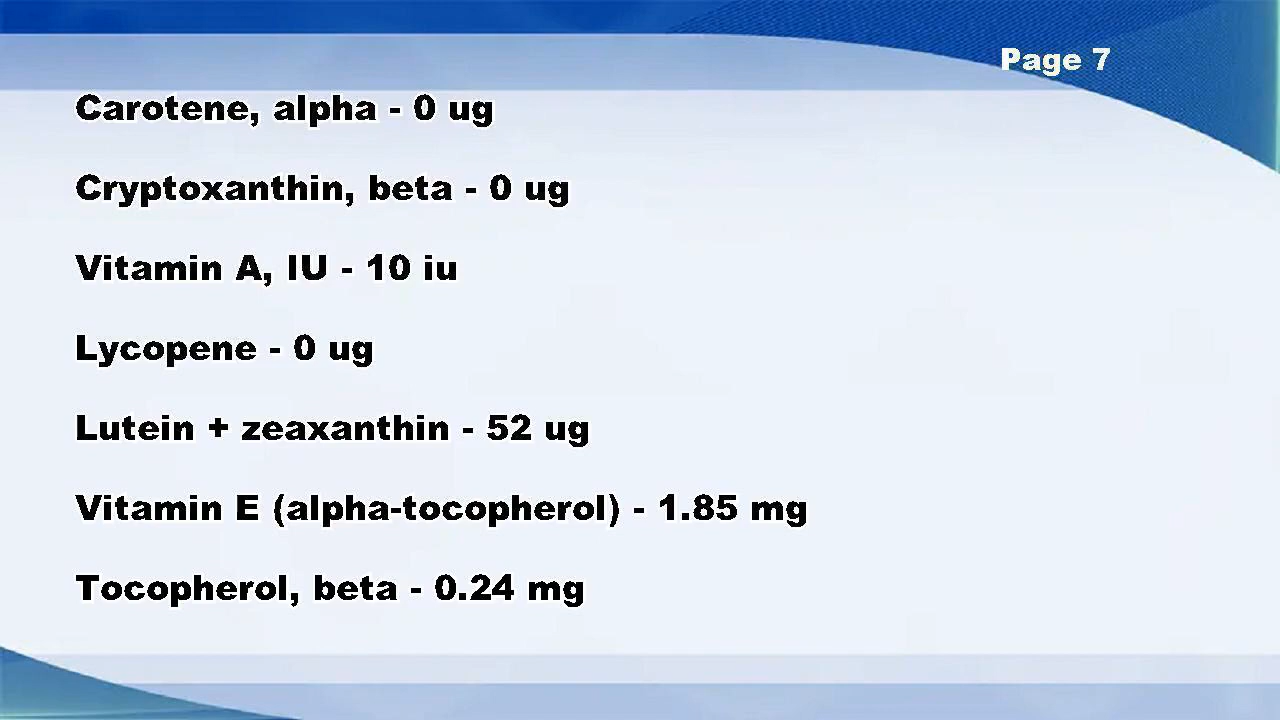 Page 7
Carotene, alpha - 0 ug
Cryptoxanthin, beta - 0 ug
Vitamin A, IU - 10 iu
Lycopene - 0 ug
Lutein + zeaxanthin - 52 ug
Vitamin E (alpha-tocopherol) - 1.85 mg
Tocopherol, beta - 0.24 mg